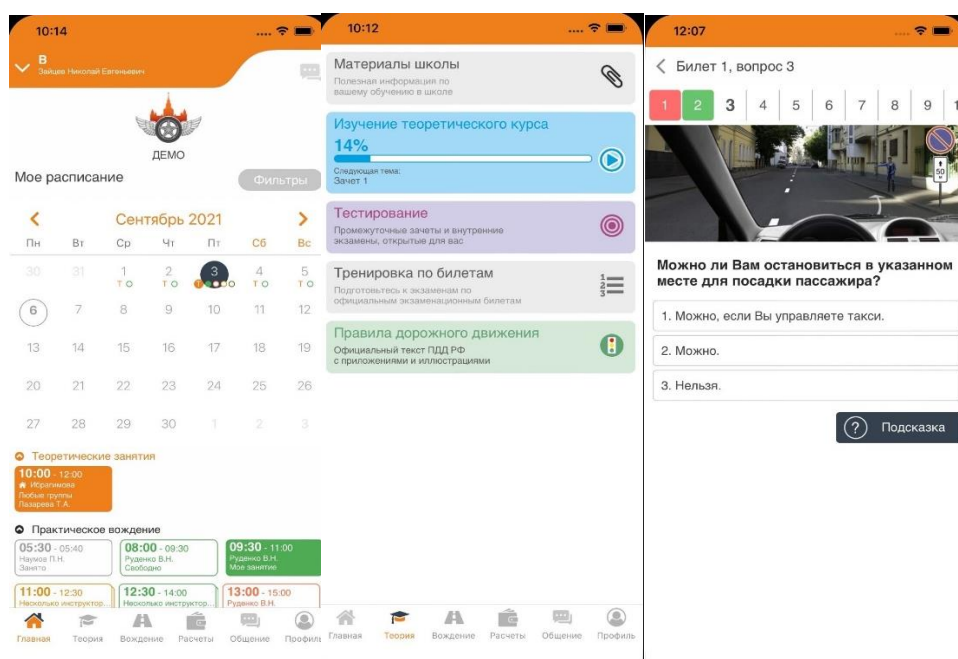 10:14
В
Зайцев Николай Евгеньевич
ДЕМО
Мое расписание
Фильтры
Сентябрь 2021
Пн Вт Ср Чт Пт Сб Вс
30 31 1 2 3 4 5
Т Т Т Т Т
6 7 8 9 10 11 12
13 14 15 16 17 18 19
20 21 22 23 24 25 26
27 28 29 30 1 2 3
Теоретические занятия
10:00 - 12:00
Ибрагимова
Любые группы
Лазарева Т.А.
Практическое вождение
05:30 - 05:40
Наумов П.Н.
Занято
08:00 - 09:30
Руденко В.Н.
Свободно
09:30 - 11:00
Руденко В.Н.
Мое занятие
11:00 - 12:30
Несколько инструктор...
12:30 - 14:00
Несколько инструктор...
13:00 - 15:00
Руденко В.Н.
Главная Теория Вождение Расчеты Общение Профиль
10:12
Материалы школы
Полезная информация по
вашему обучению в школе
Изучение теоретического курса
14%
Следующая тема:
Зачет 1
Тестирование
Промежуточные зачеты и внутренние
экзамены, открытые для вас
Тренировка по билетам
Подготовьтесь к экзаменам по
официальным экзаменационным билетам
1
2
3
Правила дорожного движения
Официальный текст ПДД РФ
с приложениями и иллюстрациями
Главная Теория Вождение Расчеты Общение Профиль
12:07
Билет 1, вопрос 3
1 2 3 4 5 6 7 8 9 1
50
м
Можно ли Вам остановиться в указанном
месте для посадки пассажира?
1. Можно, если Вы управляете такси.
2. Можно.
3. Нельзя.
? Подсказка